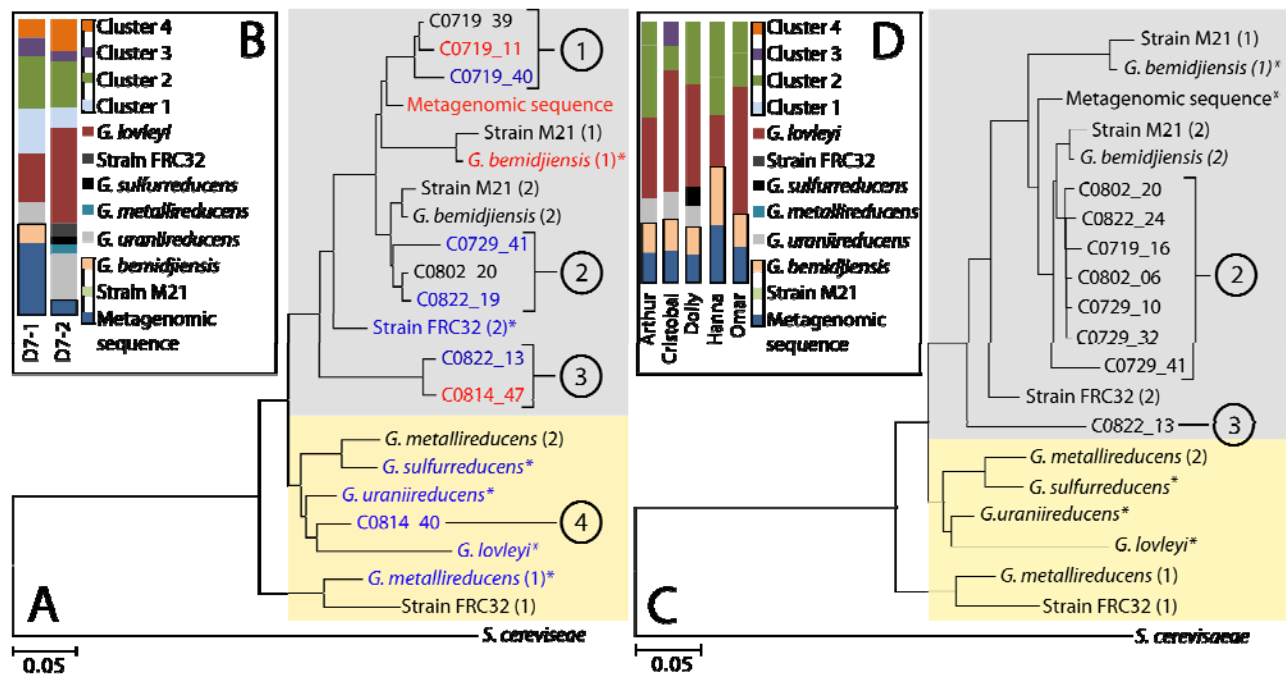 B
Cluster 4
Cluster 3
Cluster 2
Cluster 1
G. lovleyi
Strain FRC32
G. sulfurreducens
G. metallireducens
G. uraniireducens
G. bemidjiensis
Strain M21
Metagenomic
sequence
D7-1
D7-2
C0719_39
C0719_11
C0719_40
1
Metagenomic sequence
Strain M21 (1)
G. bemidjiensis (1)*
Strain M21 (2)
G. bemidjiensis (2)
C0729_41
C0802_20
C0822_19
2
Strain FRC32 (2)*
C0822_13
C0814_47
3
G. metallireducens (2)
G. sulfurreducens*
G. uraniireducens*
C0814_40
4
G. lovleyi*
G. metallireducens (1)*
Strain FRC32 (1)
S. cereviseae
A
0.05
D
Cluster 4
Cluster 3
Cluster 2
Cluster 1
G. lovleyi
Strain FRC32
G. sulfurreducens
G. metallireducens
G. uraniireducens
G. bemidjiensis
Strain M21
Metagenomic
sequence
Arthur
Cristobal
Dolly
Hanna
Omar
Strain M21 (1)
G. bemidjiensis (1)*
Metagenomic sequence*
Strain M21 (2)
G. bemidjiensis (2)
C0802_20
C0822_24
C0719_16
C0802_06
C0729_10
C0729_32
C0729_41
2
Strain FRC32 (2)
C0822_13
3
G. metallireducens (2)
G. sulfurreducens*
G.uraniireducens*
G. lovleyi*
G. metallireducens (1)
Strain FRC32 (1)
S. cerevisaeae
C
0.05